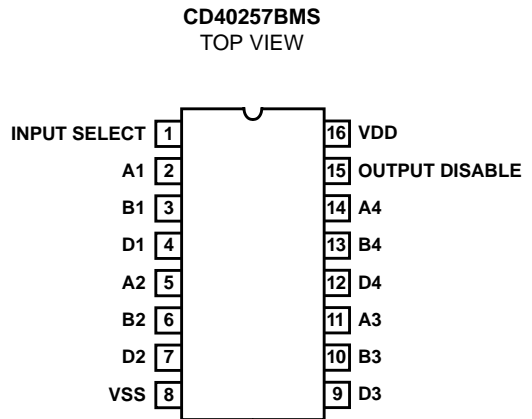 CD40257BMS
TOP VIEW
INPUT SELECT 1 16 VDD
A1 2 15 OUTPUT DISABLE
B1 3 14 A4
D1 4 13 B4
A2 5 12 D4
B2 6 11 A3
D2 7 10 B3
VSS 8 9 D3